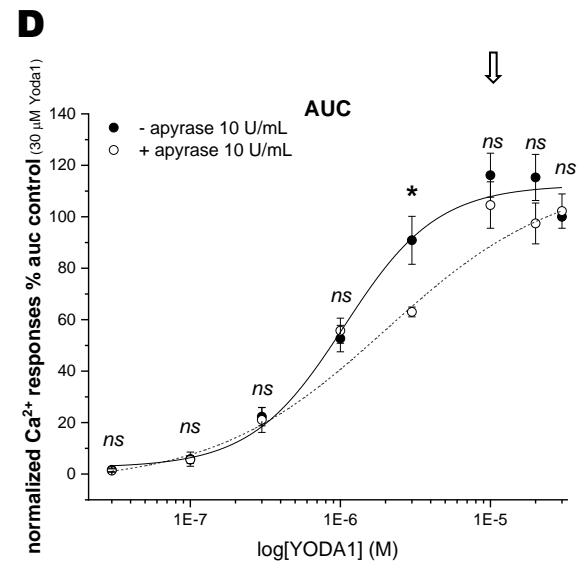 D
AUC
- apyrase 10 U/mL
+ apyrase 10 U/mL
normalized Ca²⁺ responses % auc control (30 μM Yoda1)
140
120
100
80
60
40
20
0
ns
ns
ns
ns
*
ns
ns
ns
1E-7
1E-6
1E-5
log[YODA1] (M)